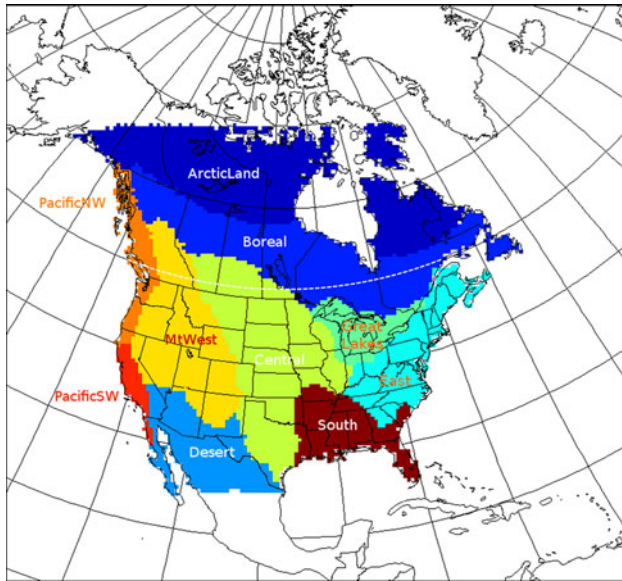 ArcticLand
PacificNW
Boreal
Great
Lakes
MtWest
Central
East
PacificSW
South
Desert